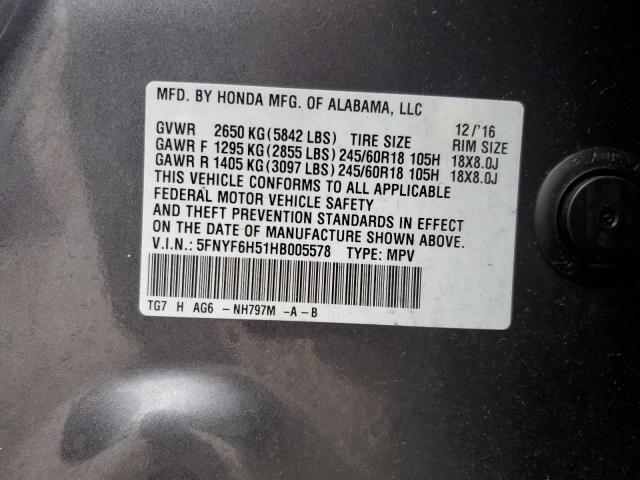 MFD. BY HONDA MFG. OF ALABAMA, LLC
GVWR 2650 KG(5842 LBS) TIRE SIZE 12/'16 RIM SIZE
GAWR F 1295 KG(2855 LBS) 245/60R18 105H 18X8.0J
GAWR R 1405 KG(3097 LBS) 245/60R18 105H 18X8.0J
THIS VEHICLE CONFORMS TO ALL APPLICABLE
FEDERAL MOTOR VEHICLE SAFETY
AND THEFT PREVENTION STANDARDS IN EFFECT
ON THE DATE OF MANUFACTURE SHOWN ABOVE.
V.I.N.: 5FNYF6H51HB005578 TYPE: MPV
TG7 H AG6 -NH797M -A-B